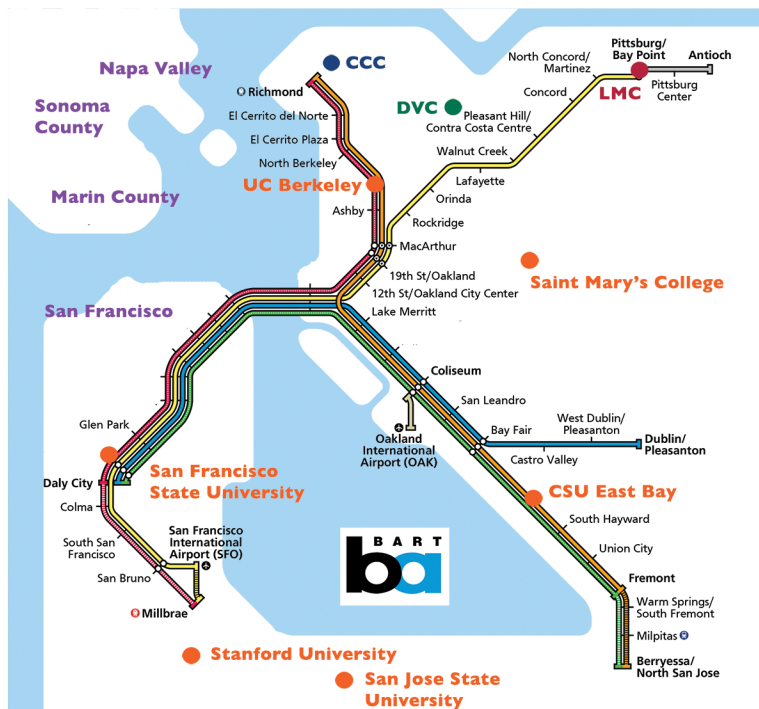 Napa Valley
CCC
Pittsburg/
Bay Point
Antioch
North Concord/
Martinez
Sonoma
County
Richmond
LMC
Pittsburg
Center
Concord
DVC
El Cerrito del Norte
Pleasant Hill/
Contra Costa Centre
El Cerrito Plaza
Walnut Creek
North Berkeley
Marin County
UC Berkeley
Lafayette
Orinda
Ashby
Rockridge
MacArthur
19th St/Oakland
Saint Mary's College
12th St/Oakland City Center
San Francisco
Lake Merritt
Coliseum
San Leandro
Glen Park
Bay Fair
West Dublin/
Pleasanton
Oakland
International
Airport (OAK)
Dublin/
Pleasanton
Castro Valley
San Francisco
State University
Daly City
CSU East Bay
Colma
South Hayward
San Francisco
International
Airport (SFO)
South San
Francisco
BART
ba
Union City
San Bruno
Fremont
Millbrae
Warm Springs/
South Fremont
Milpitas
Stanford University
Berryessa/
North San Jose
San Jose State
University